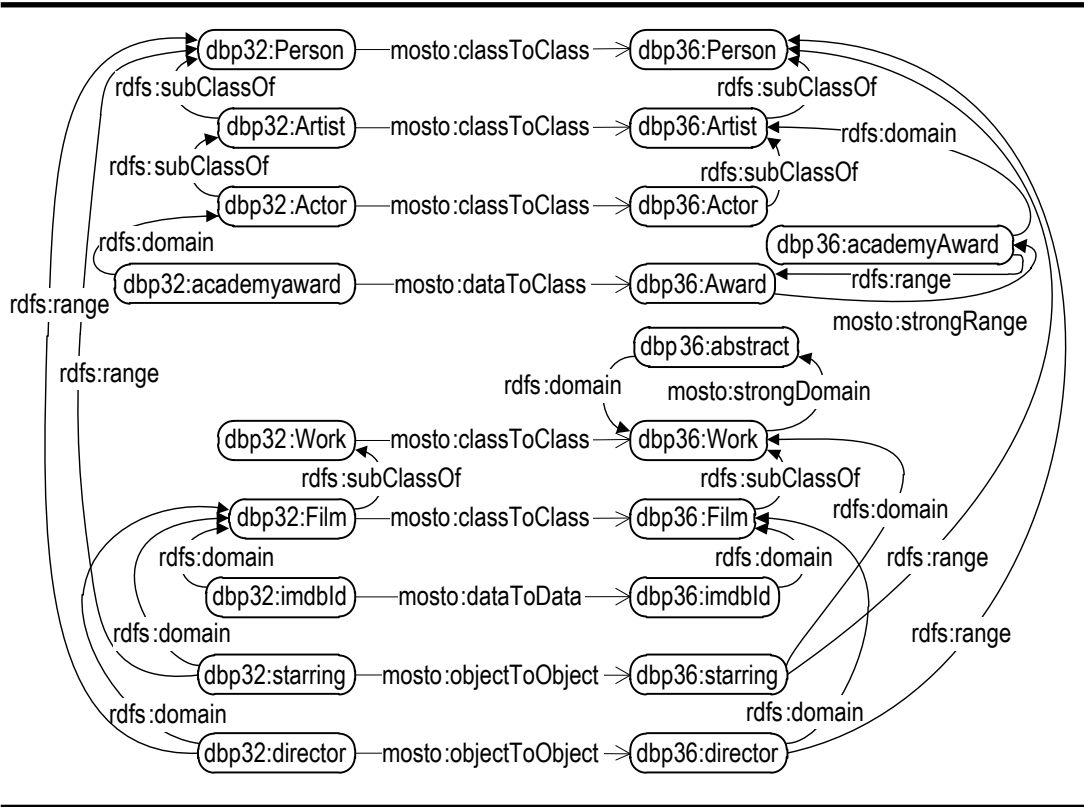 dbp32:Person mosto:classToClass dbp36:Person
rdfs:subClassOf rdfs:subClassOf
dbp32:Artist mosto:classToClass dbp36:Artist rdfs:domain
rdfs:subClassOf rdfs:subClassOf
dbp32:Actor mosto:classToClass dbp36:Actor
rdfs:domain dbp36:academyAward
dbp32:academyaward mosto:dataToClass dbp36:Award rdfs:range
rdfs:range mosto:strongRange
dbp36:abstract
rdfs:range rdfs:domain mosto:strongDomain
dbp32:Work mosto:classToClass dbp36:Work
rdfs:subClassOf rdfs:subClassOf
dbp32:Film mosto:classToClass dbp36:Film rdfs:domain
rdfs:domain rdfs:domain rdfs:range
dbp32:imdbId mosto:dataToData dbp36:imdbId
rdfs:domain rdfs:range
dbp32:starring mosto:objectToObject dbp36:starring
rdfs:domain rdfs:domain
dbp32:director mosto:objectToObject dbp36:director